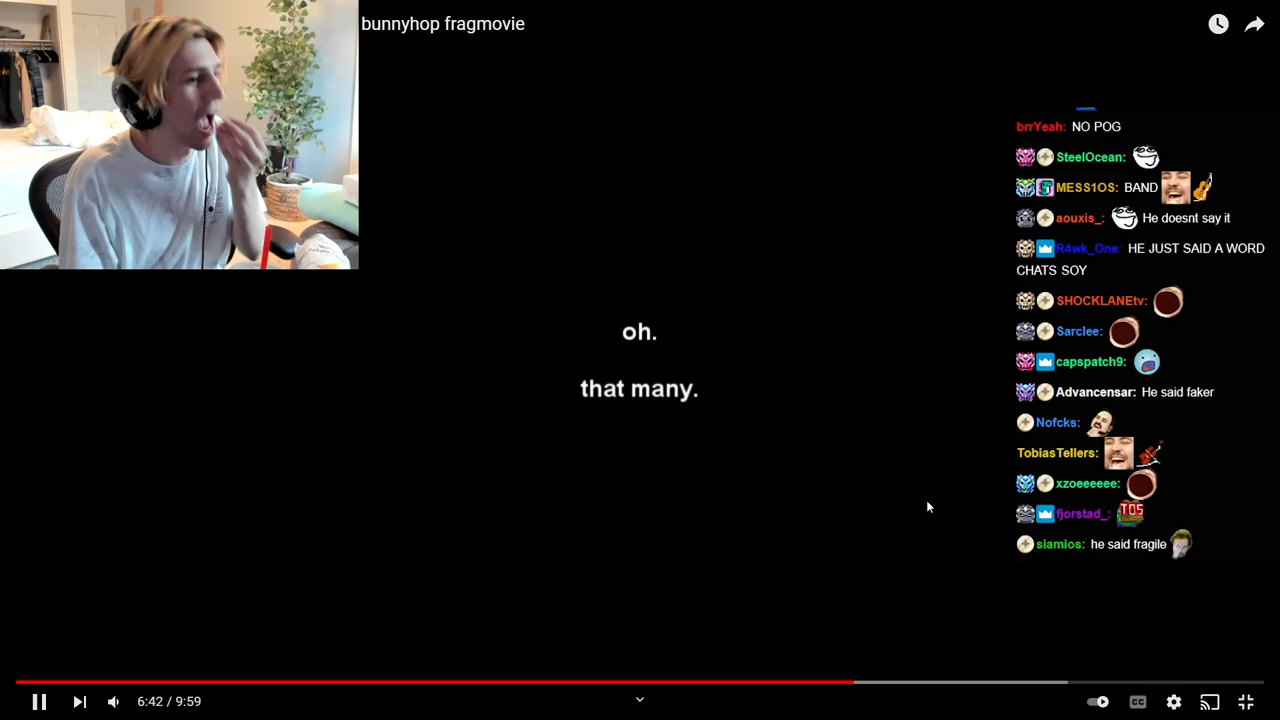 bunnyhop fragmovie
brrYeah: NO POG
SteelOcean:
MESS1OS: BAND
aouxis_: He doesnt say it
R4wk_One: HE JUST SAID A WORD
CHATS SOY
SHOCKLANEtv:
Sarclee:
capspatch9:
Advancensar: He said faker
Nofcks:
TobiasTellers:
xzoeeeeee:
fjorstad_: TOS
siamios: he said fragile
oh.
that many.
6:42 / 9:59
CC